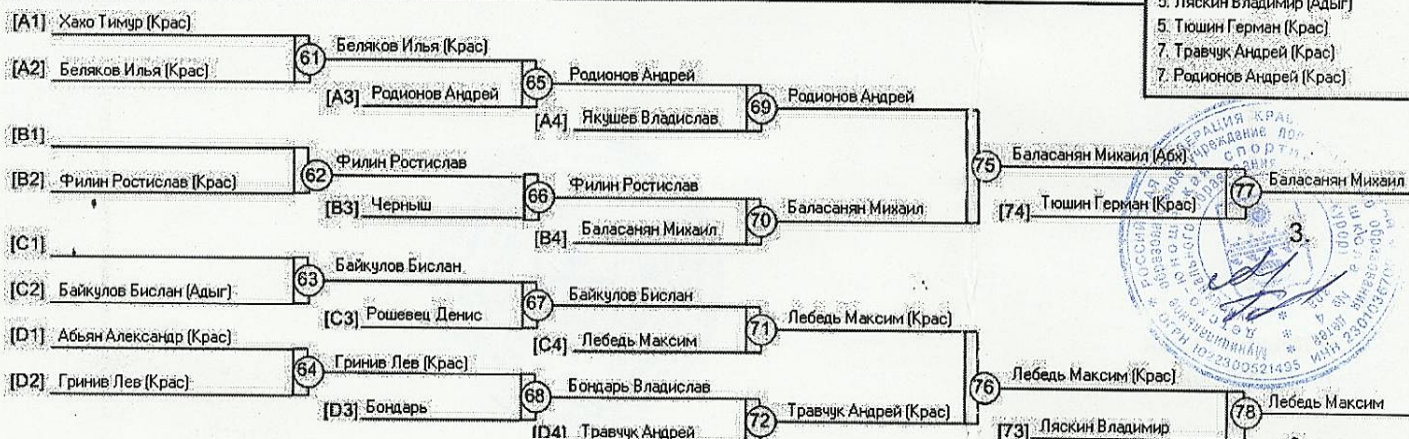 5. Ляскин Владимир (Адыг)
5. Тюшин Герман (Крас)
7. Травчук Андрей (Крас)
7. Родионов Андрей (Крас)
[A1] Хахо Тимур (Крас)
[A2] Беляков Илья (Крас)
61 Беляков Илья (Крас)
[A3] Родионов Андрей
65 Родионов Андрей
[A4] Якушев Владислав
69 Родионов Андрей
[B1]
[B2] Филин Ростислав (Крас)
62 Филин Ростислав
[B3] Черныш
66 Филин Ростислав
[B4] Баласанян Михаил
70 Баласанян Михаил
75 Баласанян Михаил (Абх)
[74] Тюшин Герман (Крас)
77 Баласанян Михаил
3.
[C1]
[C2] Байкулов Бислан (Адыг)
63 Байкулов Бислан
[C3] Рошевец Денис
67 Байкулов Бислан
[C4] Лебедь Максим
71 Лебедь Максим (Крас)
[D1] Абьян Александр (Крас)
[D2] Гринив Лев (Крас)
64 Гринив Лев (Крас)
[D3] Бондарь
68 Бондарь Владислав
[D4] Травчук Андрей
72 Травчук Андрей (Крас)
76 Лебедь Максим (Крас)
[73] Ляскин Владимир
78 Лебедь Максим